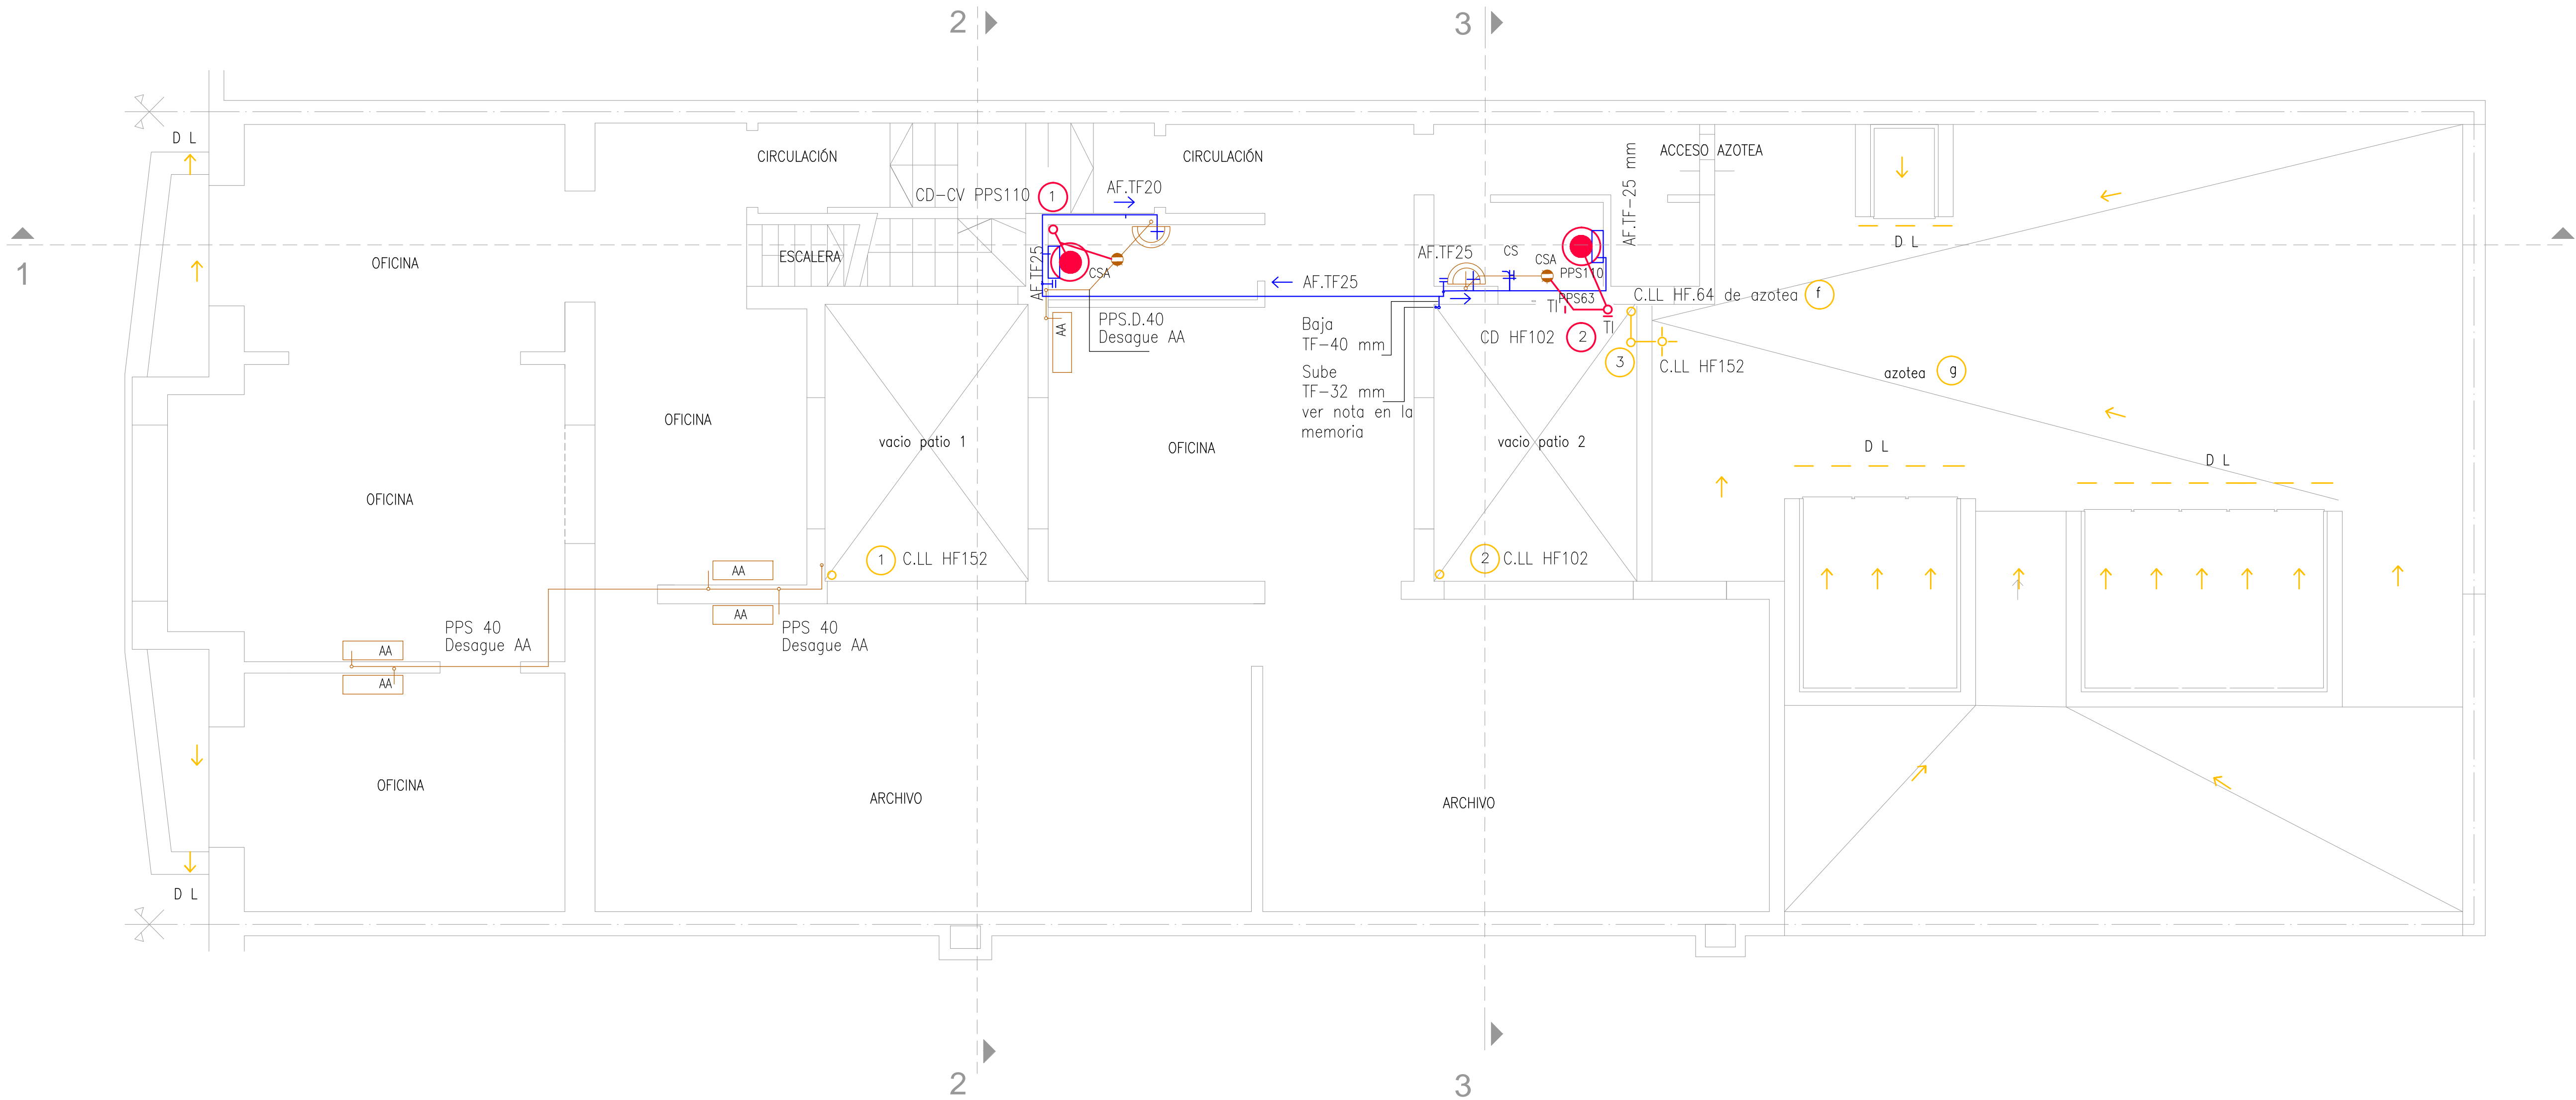 2
3
D L
CIRCULACIÓN
CIRCULACIÓN
ACCESO AZOTEA
AF.TF-25 mm
CD-CV PPS110
1
AF.TF20
1
OFICINA
ESCALERA
AF.TF25
CSA
AF.TF25
CS
CSA
PPS110
D L
AF.TF25
PPS63
TI
TI
C.LL HF.64 de azotea
f
AA
PPS.D.40
Desague AA
Baja
TF-40 mm
CD HF102
2
3
C.LL HF152
Sube
TF-32 mm
ver nota en la
memoria
azotea
g
OFICINA
vacio patio 1
OFICINA
vacio patio 2
D L
D L
OFICINA
1
C.LL HF152
2
C.LL HF102
AA
AA
PPS 40
Desague AA
PPS 40
Desague AA
AA
AA
OFICINA
ARCHIVO
ARCHIVO
D L
2
3